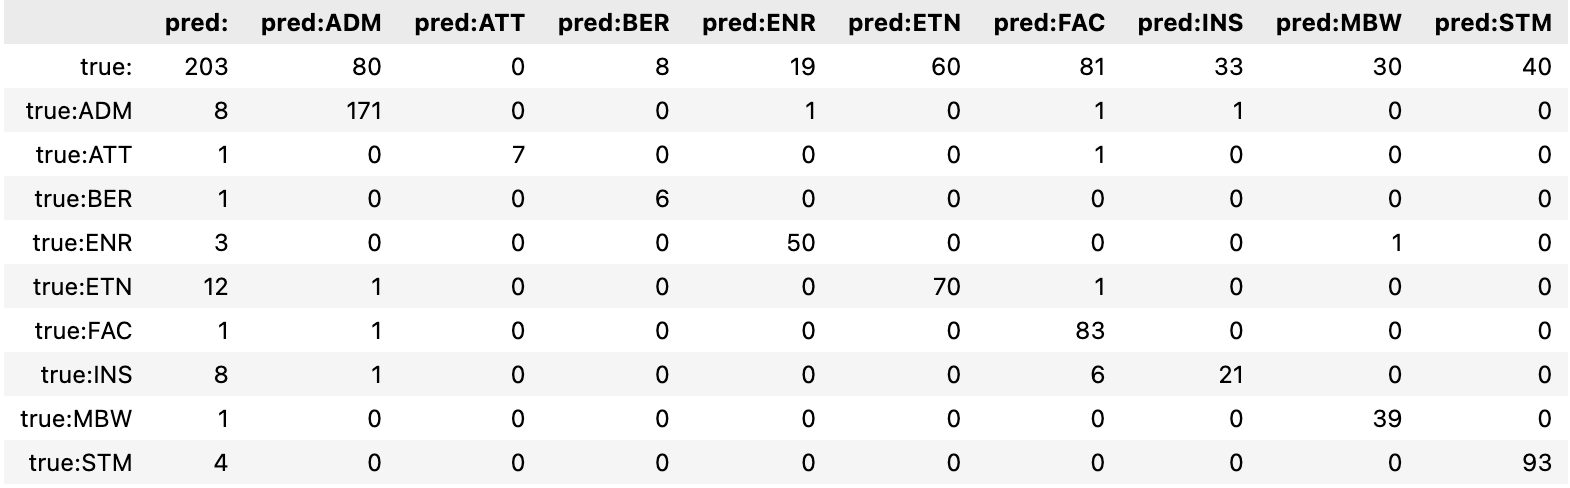 pred: pred:ADM pred:ATT pred:BER pred:ENR pred:ETN pred:FAC pred:INS pred:MBW pred:STM
true: 203 80 0 8 19 60 81 33 30 40
true:ADM 8 171 0 0 1 0 1 1 0 0
true:ATT 1 0 7 0 0 0 1 0 0 0
true:BER 1 0 0 6 0 0 0 0 0 0
true:ENR 3 0 0 0 50 0 0 0 1 0
true:ETN 12 1 0 0 0 70 1 0 0 0
true:FAC 1 1 0 0 0 0 83 0 0 0
true:INS 8 1 0 0 0 0 6 21 0 0
true:MBW 1 0 0 0 0 0 0 0 39 0
true:STM 4 0 0 0 0 0 0 0 0 93